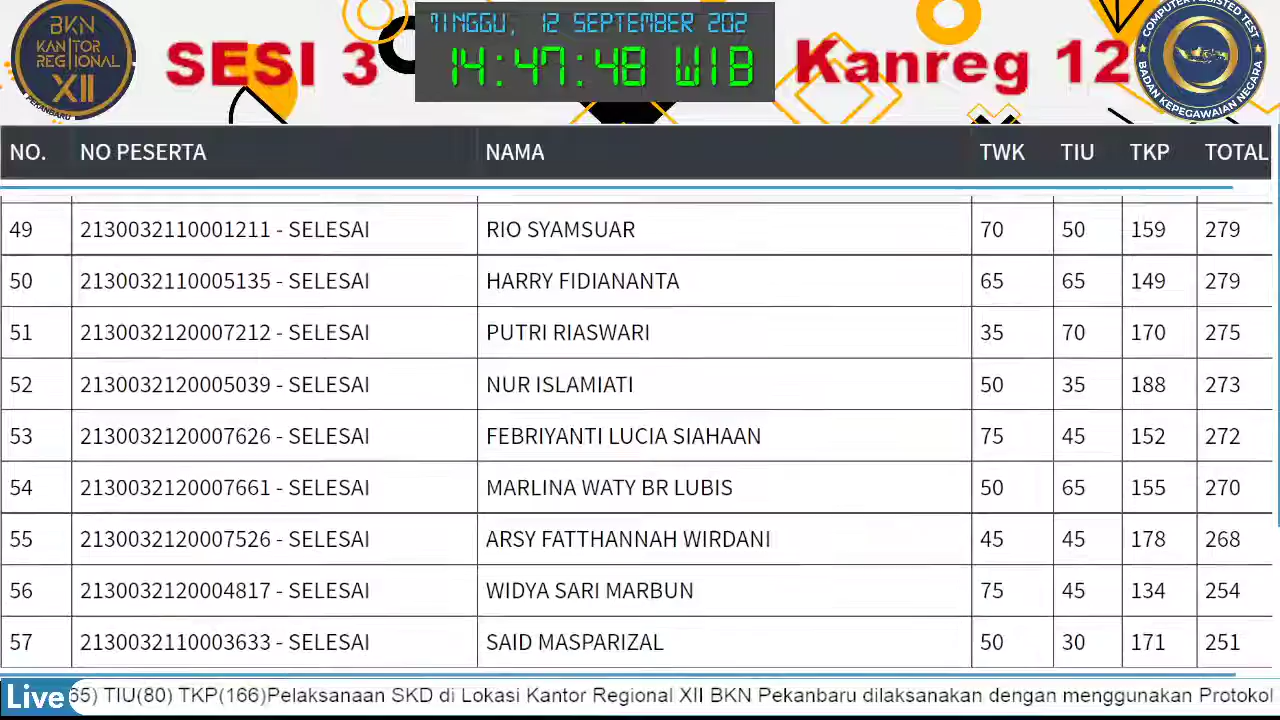 BKN
KANTOR
REGIONAL
XII
PEKANBARU
SESI 3
MINGGU, 12 SEPTEMBER 202
14:47:48 WIB
Kanreg 12
COMPUTER ASSISTED TEST
BADAN KEPEGAWAIAN NEGARA
NO. NO PESERTA NAMA TWK TIU TKP TOTAL
49 2130032110001211 - SELESAI RIO SYAMSUAR 70 50 159 279
50 2130032110005135 - SELESAI HARRY FIDIANANTA 65 65 149 279
51 2130032120007212 - SELESAI PUTRI RIASWARI 35 70 170 275
52 2130032120005039 - SELESAI NUR ISLAMIATI 50 35 188 273
53 2130032120007626 - SELESAI FEBRIYANTI LUCIA SIAHAAN 75 45 152 272
54 2130032120007661 - SELESAI MARLINA WATY BR LUBIS 50 65 155 270
55 2130032120007526 - SELESAI ARSY FATTHANNAH WIRDANI 45 45 178 268
56 2130032120004817 - SELESAI WIDYA SARI MARBUN 75 45 134 254
57 2130032110003633 - SELESAI SAID MASPARIZAL 50 30 171 251
Live 65) TIU(80) TKP(166)Pelaksanaan SKD di Lokasi Kantor Regional XII BKN Pekanbaru dilaksanakan dengan menggunakan Protokol